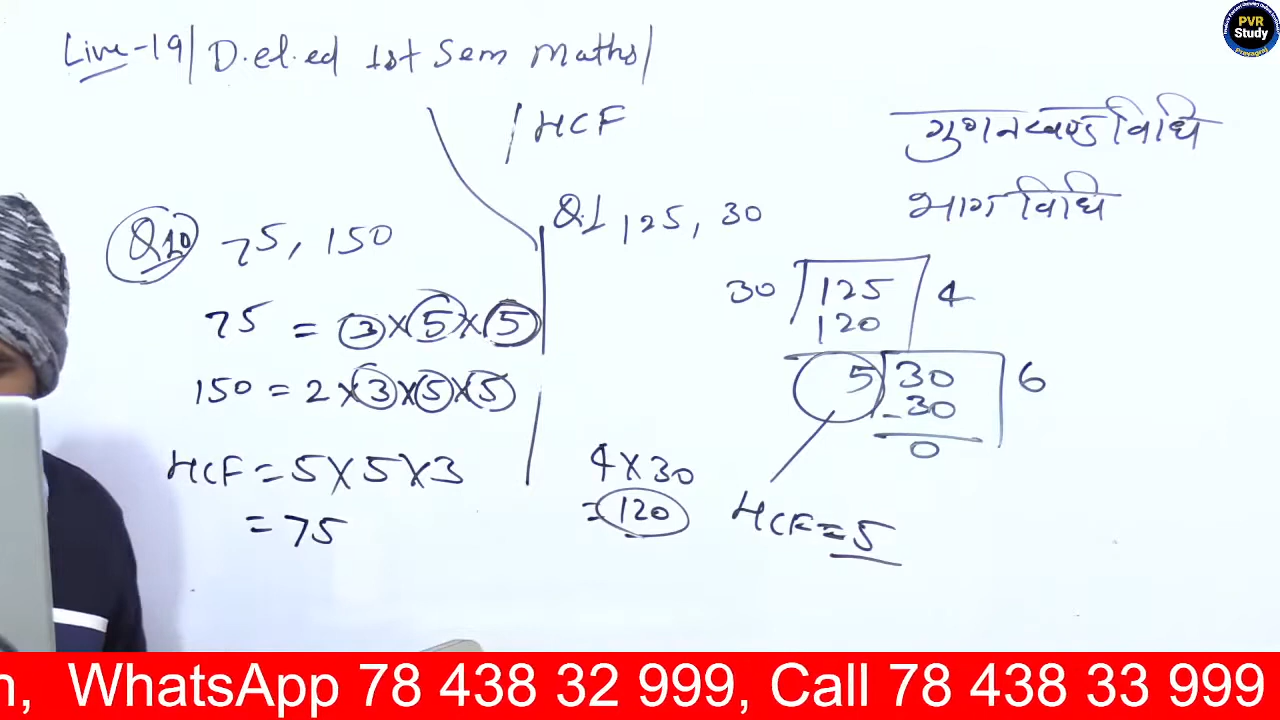 Live-19/ D.el.ed 1st Sem Maths/
/HCF
Q10 75, 150
75 = 3×5×5
150 = 2×3×5×5
HCF = 5×5×3
= 75
Q.1 125, 30
4×30
= 120
गुणनखण्ड विधि
भाग विधि
30 125 4
120
5 30 6
-30
0
HCF = 5
PVR
Study
Prayagraj
WhatsApp 78 438 32 999, Call 78 438 33 999